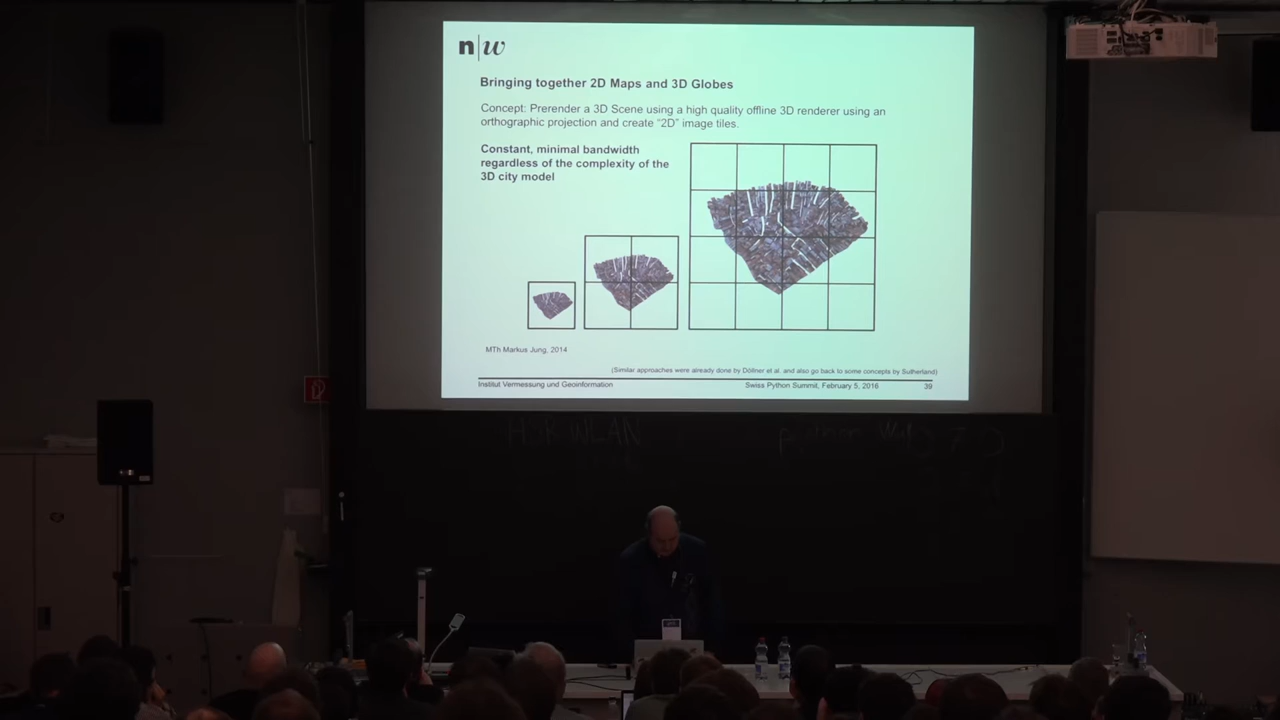 n|w
Bringing together 2D Maps and 3D Globes
Concept: Prerender a 3D Scene using a high quality offline 3D renderer using an
orthographic projection and create "2D" image tiles.
Constant, minimal bandwidth
regardless of the complexity of the
3D city model
MTh Markus Jung, 2014
(Similar approaches were already done by Döllner et al. and also go back to some concepts by Sutherland)
Institut Vermessung und Geoinformation
Swiss Python Summit, February 5, 2016
39
HSR WLAN